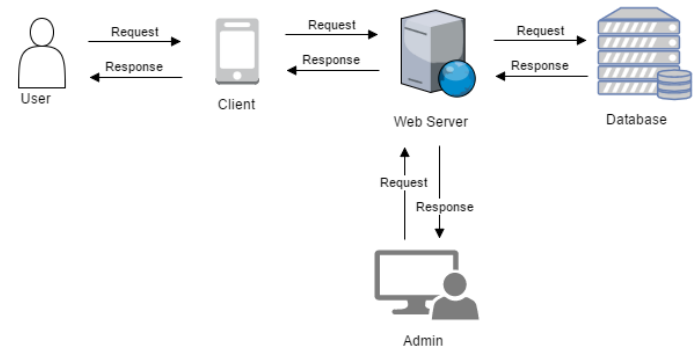 Request
Response
User
Request
Response
Client
Request
Response
Web Server
Database
Request
Response
Admin